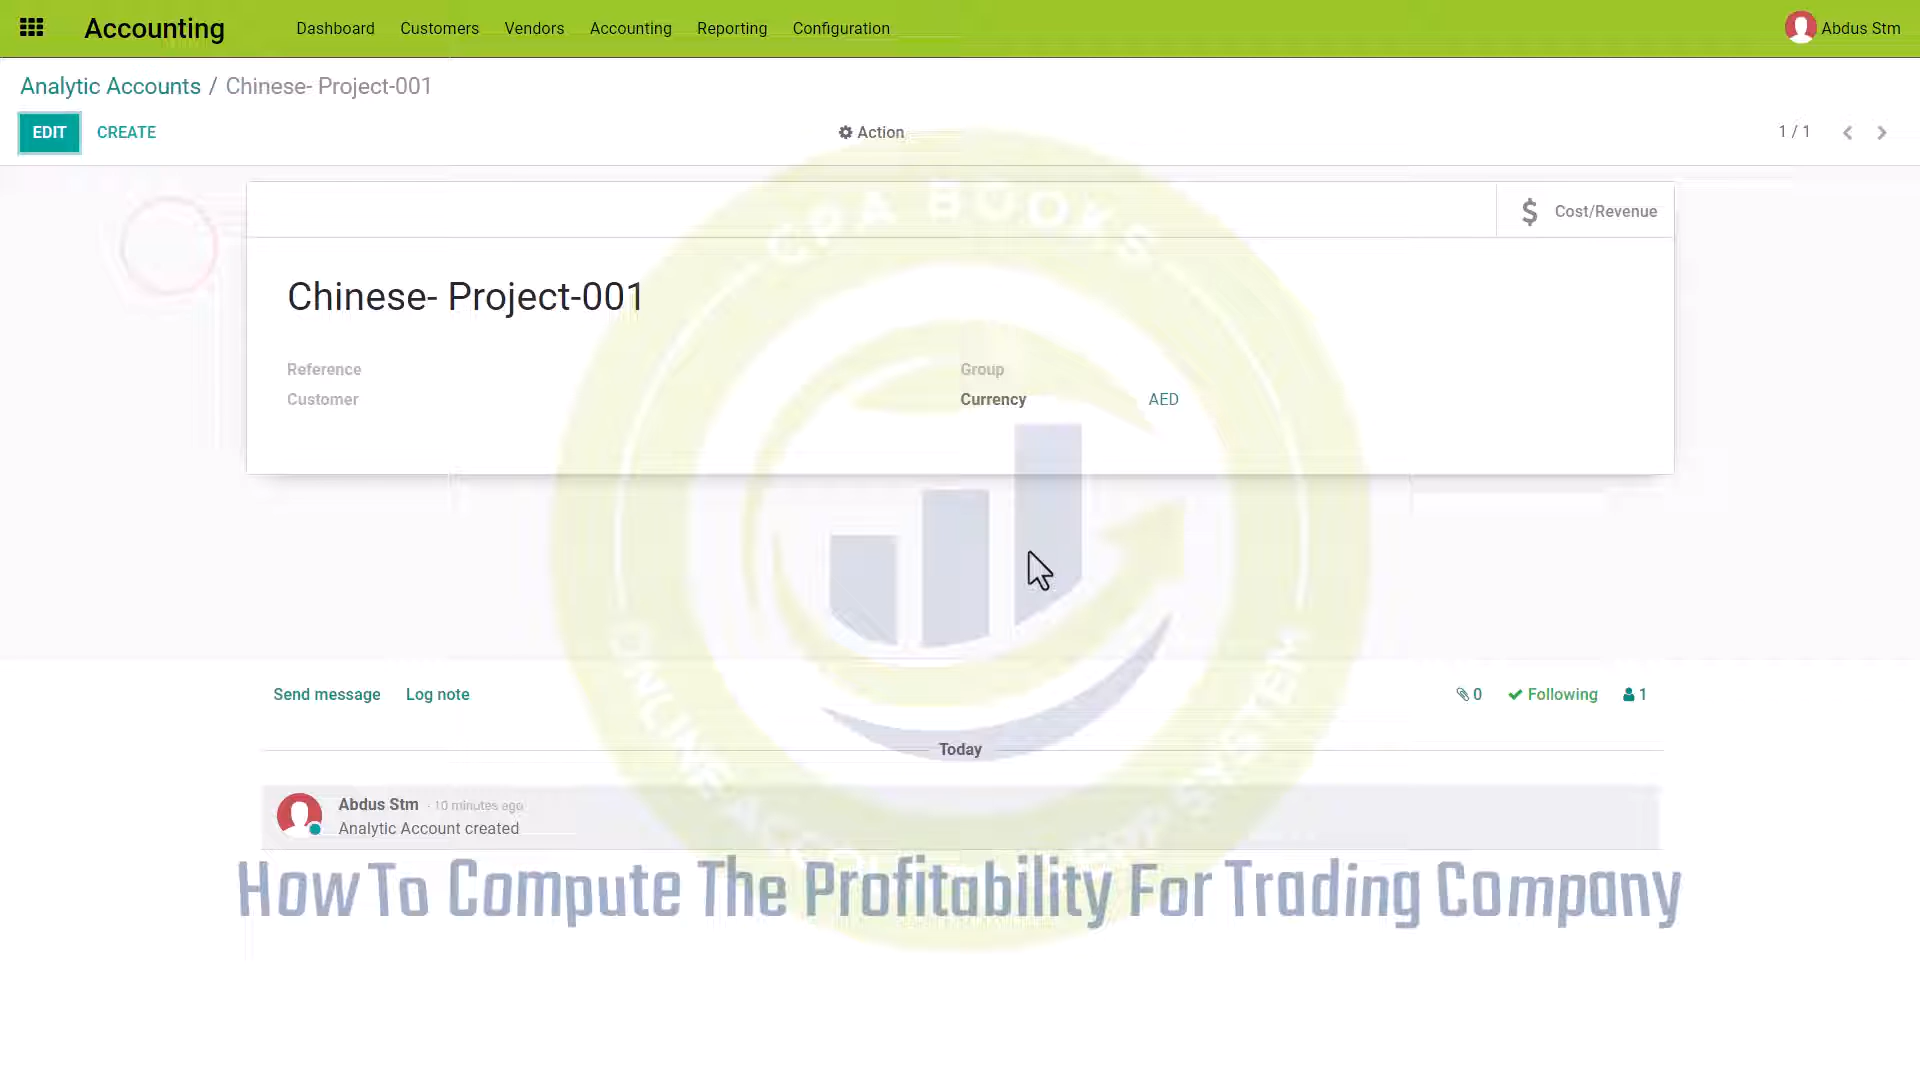 Accounting Dashboard Customers Vendors Accounting Reporting Configuration Abdus Stm
Analytic Accounts / Chinese- Project-001
EDIT CREATE Action 1 / 1
CPA BOOKS
$ Cost/Revenue
Chinese- Project-001
Reference Group
Customer Currency AED
Send message Log note 0 Following 1
Today
Abdus Stm - 10 minutes ago
Analytic Account created
How To Compute The Profitability For Trading Company